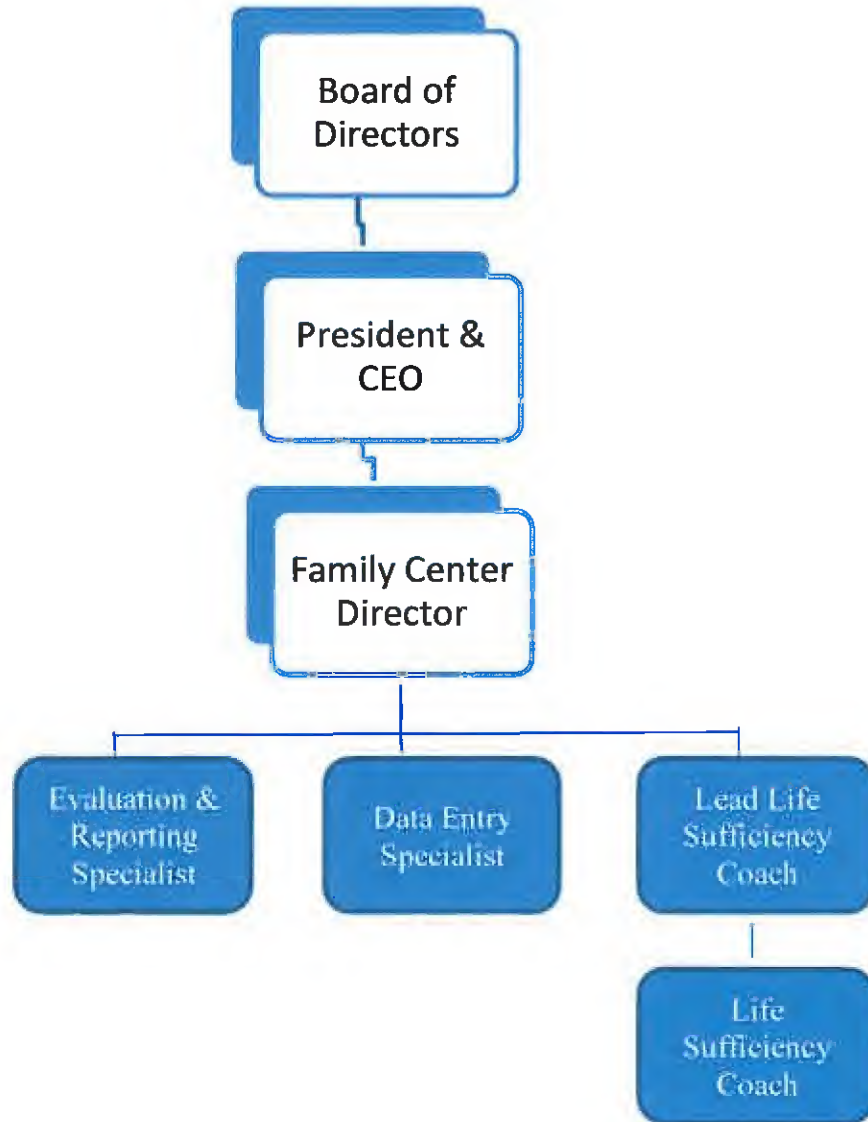 Board of
Directors
President &
CEO
Family Center
Director
Evaluation &
Reporting
Specialist
Data Entry
Specialist
Lead Life
Sufficiency
Coach
Life
Sufficiency
Coach